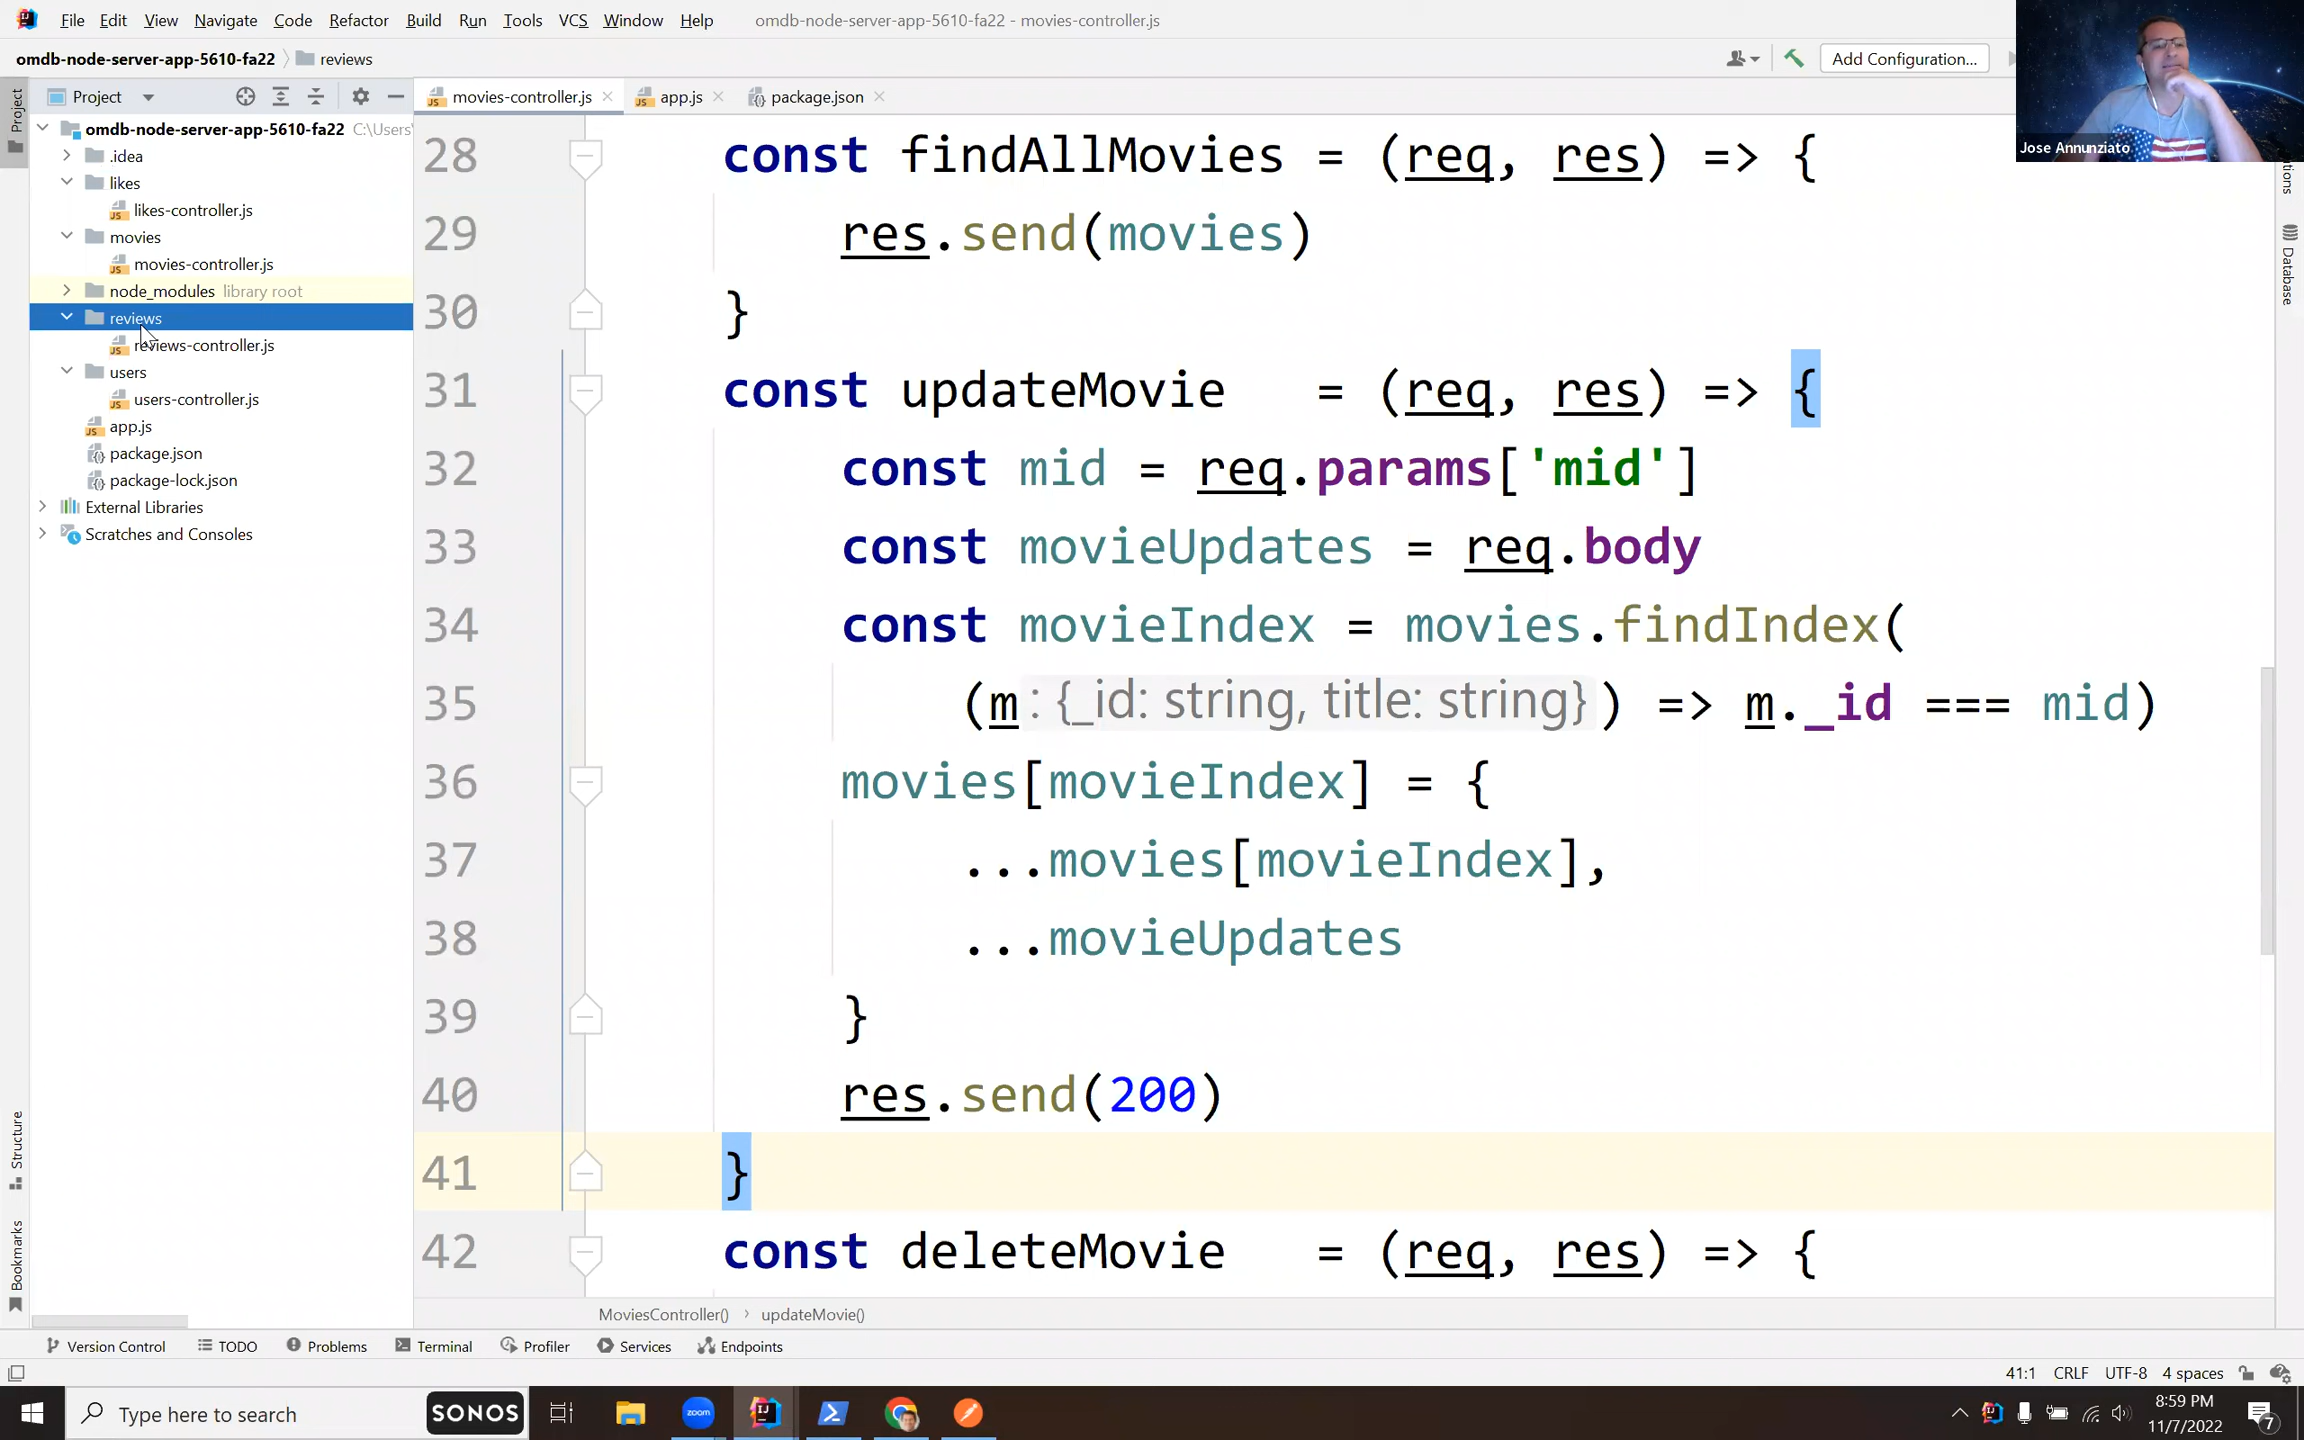 File Edit View Navigate Code Refactor Build Run Tools VCS Window Help omdb-node-server-app-5610-fa22 - movies-controller.js
omdb-node-server-app-5610-fa22 reviews
Add Configuration...
Jose Annunziato
Project
Project
movies-controller.js app.js package.json
omdb-node-server-app-5610-fa22 C:\Users
.idea
likes
likes-controller.js
movies
movies-controller.js
node_modules library root
reviews
reviews-controller.js
users
users-controller.js
app.js
package.json
package-lock.json
External Libraries
Scratches and Consoles
28 const findAllMovies = (req, res) => {
29 res.send(movies)
30 }
31 const updateMovie = (req, res) => {
32 const mid = req.params['mid']
33 const movieUpdates = req.body
34 const movieIndex = movies.findIndex(
35 (m : {_id: string, title: string} ) => m._id === mid)
36 movies[movieIndex] = {
37 ...movies[movieIndex],
38 ...movieUpdates
39 }
40 res.send(200)
41 }
42 const deleteMovie = (req, res) => {
Database
Structure
Bookmarks
MoviesController() updateMovie()
Version Control TODO Problems Terminal Profiler Services Endpoints
41:1 CRLF UTF-8 4 spaces
Type here to search
SONOS
zoom
8:59 PM
11/7/2022
7